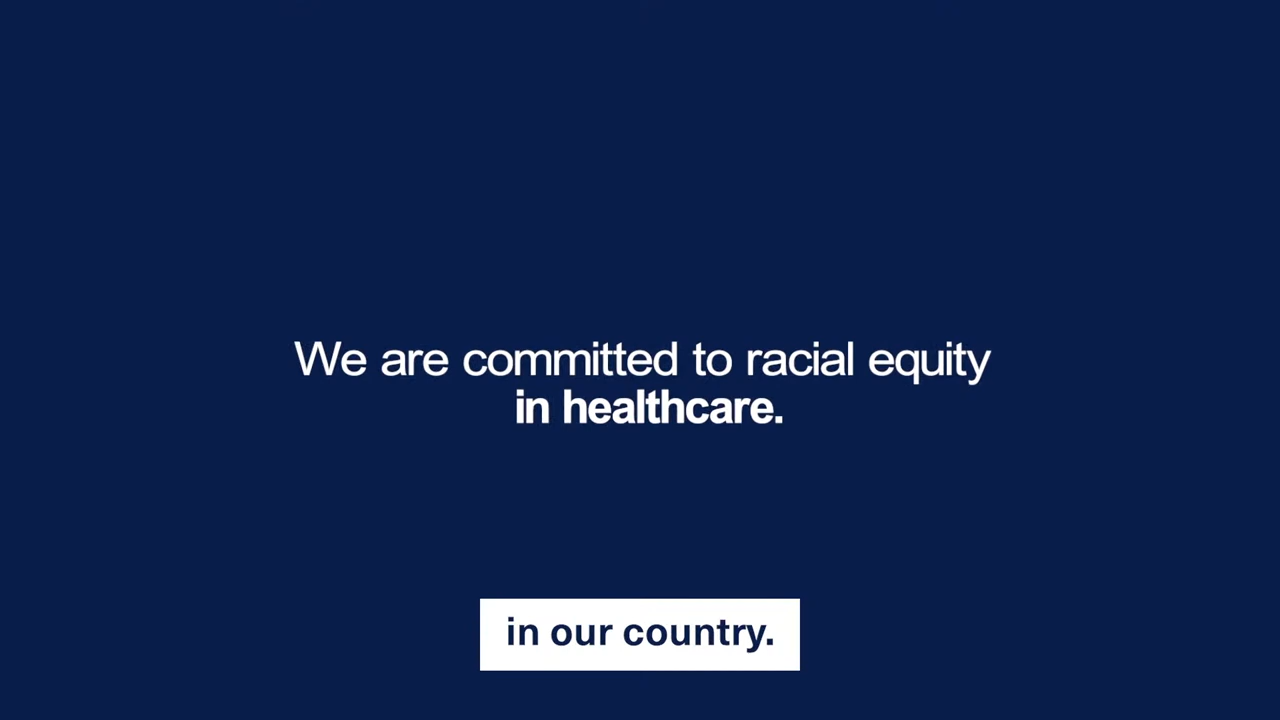 We are committed to racial equity
in healthcare.
in our country.